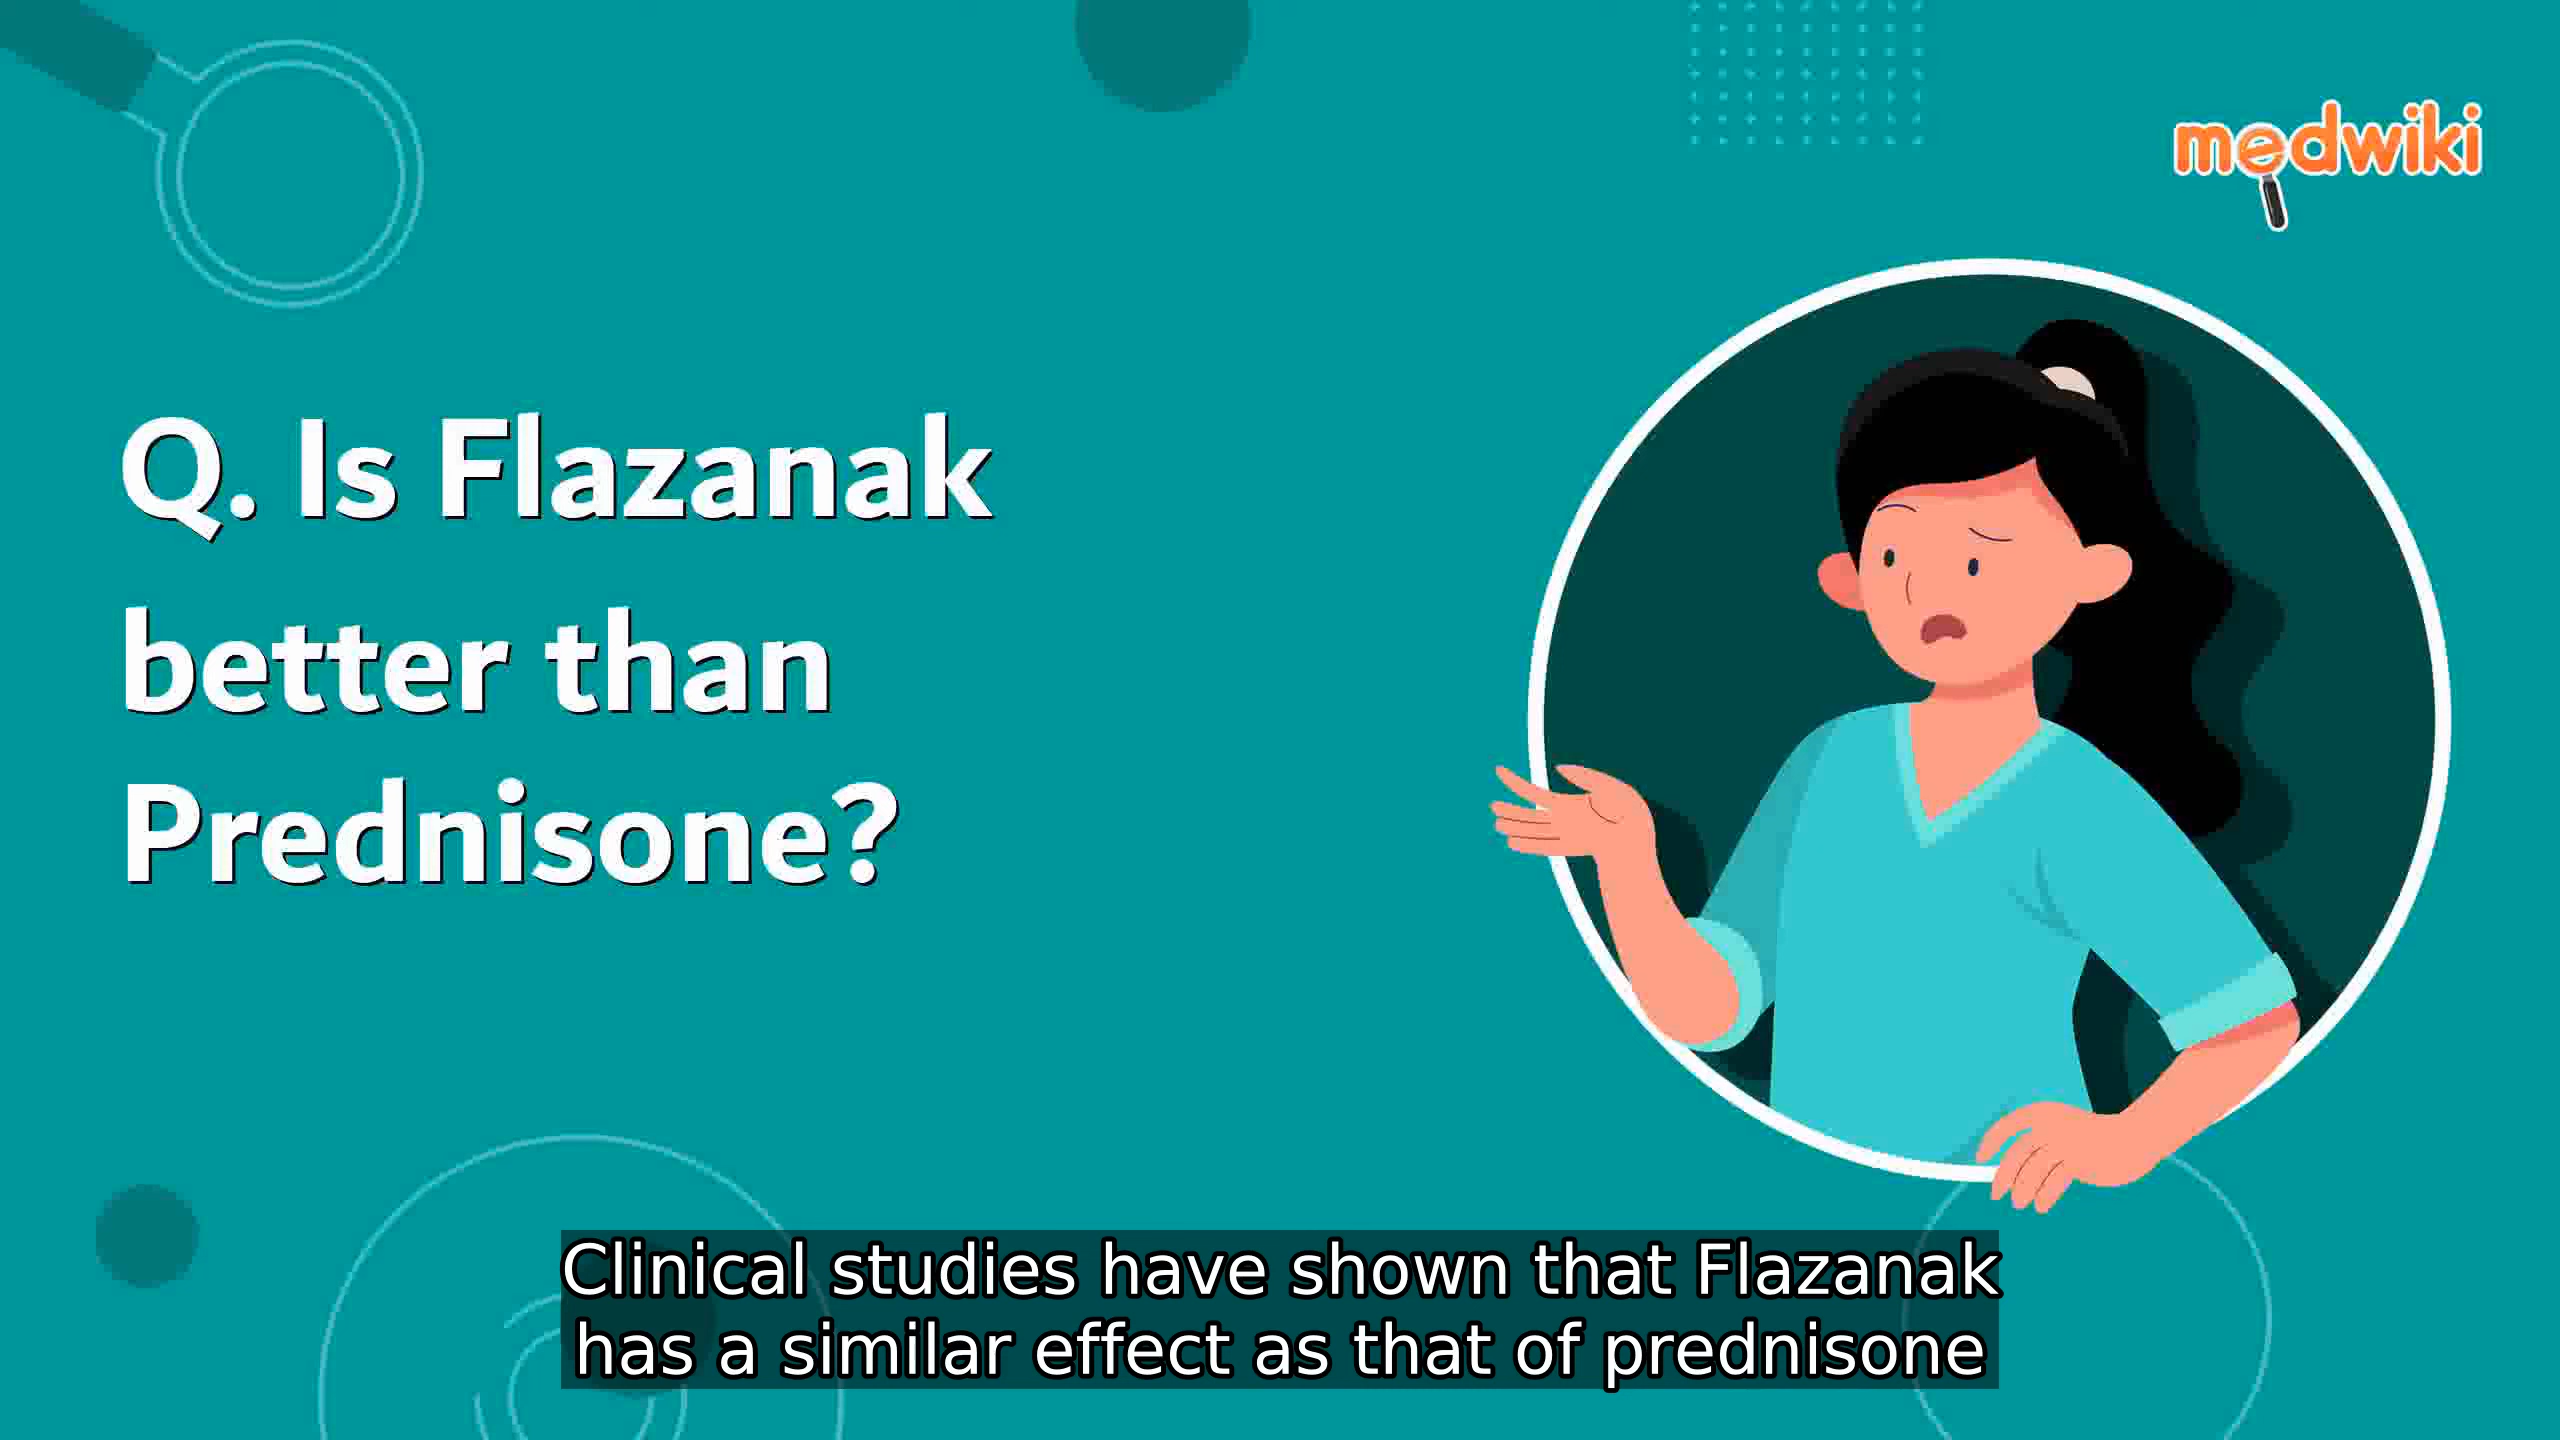 medwiki
Q. Is Flazanak
better than
Prednisone?
Clinical studies have shown that Flazanak
has a similar effect as that of prednisone